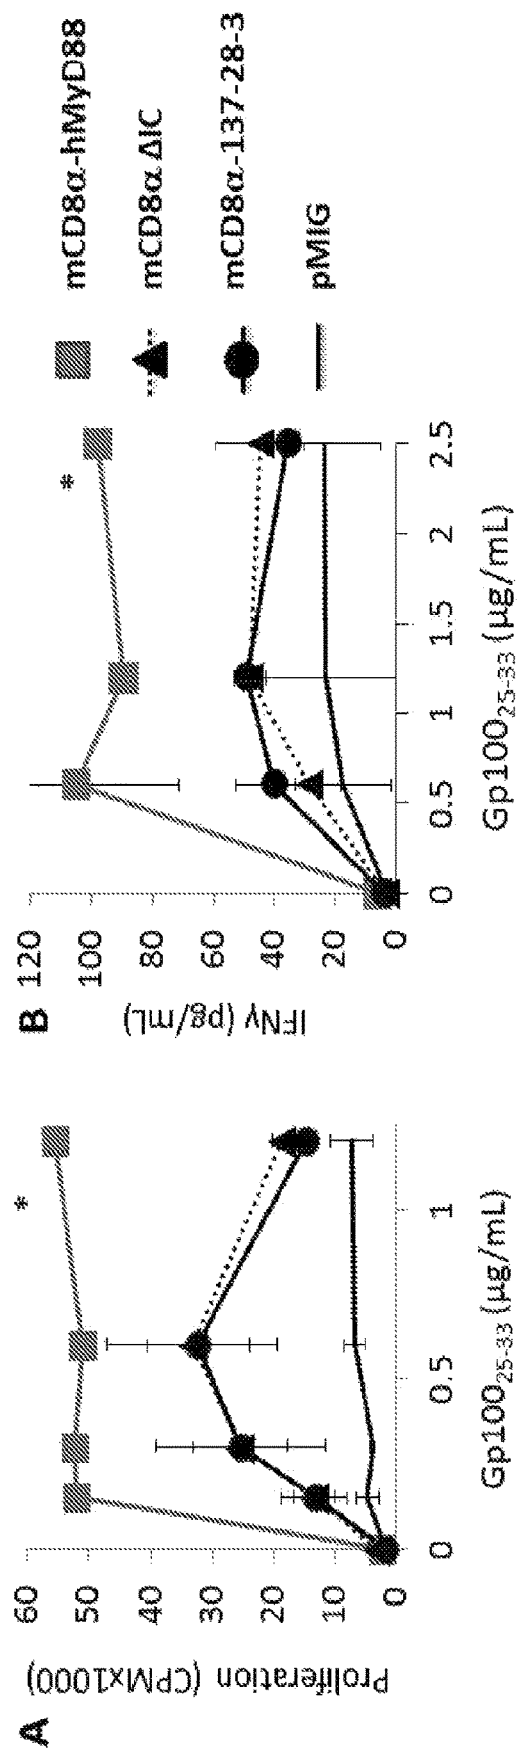 A
Proliferation (CPMx1000)
60
50
40
30
20
10
0
0
0.5
1
*
Gp100₂₅₋₃₃ (µg/mL)
B
IFNγ (pg/mL)
120
100
80
60
40
20
0
0
0.5
1
1.5
2
2.5
*
Gp100₂₅₋₃₃ (µg/mL)
mCD8α-hMyD88
mCD8α ΔIC
mCD8α-137-28-3
pMIG